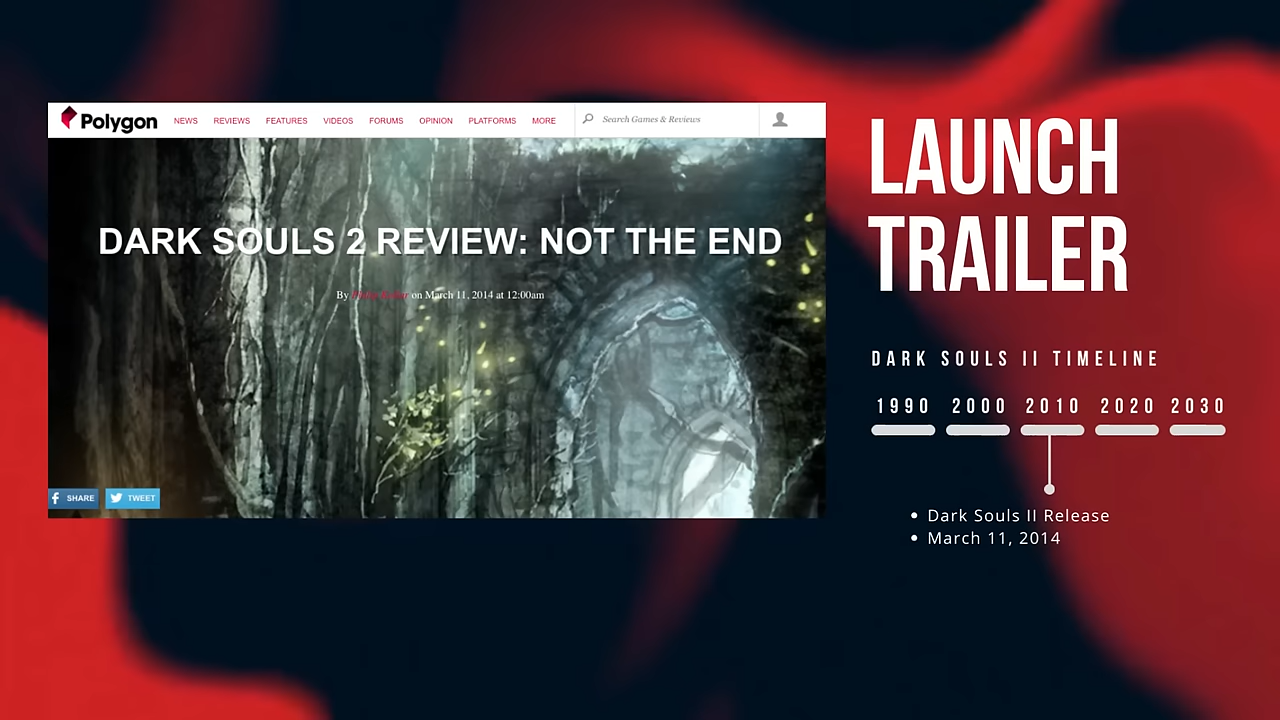 Polygon
NEWS REVIEWS FEATURES VIDEOS FORUMS OPINION PLATFORMS MORE
Search Games & Reviews
DARK SOULS 2 REVIEW: NOT THE END
By on March 11, 2014 at 12:00am
SHARE TWEET
LAUNCH
TRAILER
DARK SOULS II TIMELINE
1990 2000 2010 2020 2030
• Dark Souls II Release
• March 11, 2014